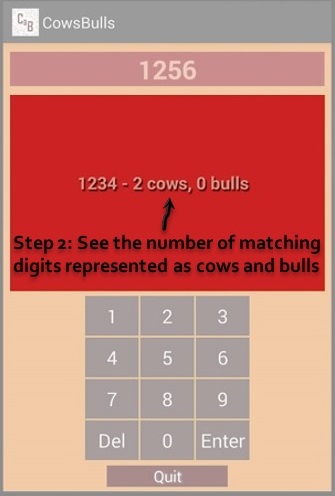 CowsBulls
1256
1234 - 2 cows, 0 bulls
Step 2: See the number of matching
digits represented as cows and bulls
1 2 3
4 5 6
7 8 9
Del 0 Enter
Quit